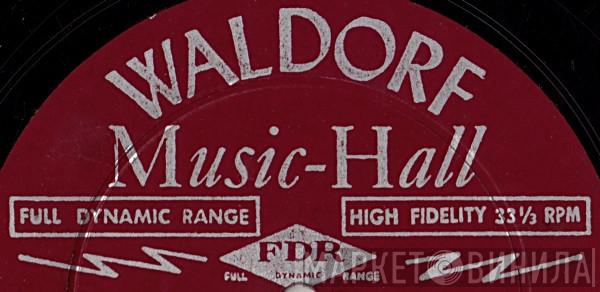 WALDORF
Music-Hall
FULL DYNAMIC RANGE
HIGH FIDELITY 33⅓ RPM
FDR
FULL DYNAMIC RANGE
МАРКЕТ ВИНИЛА